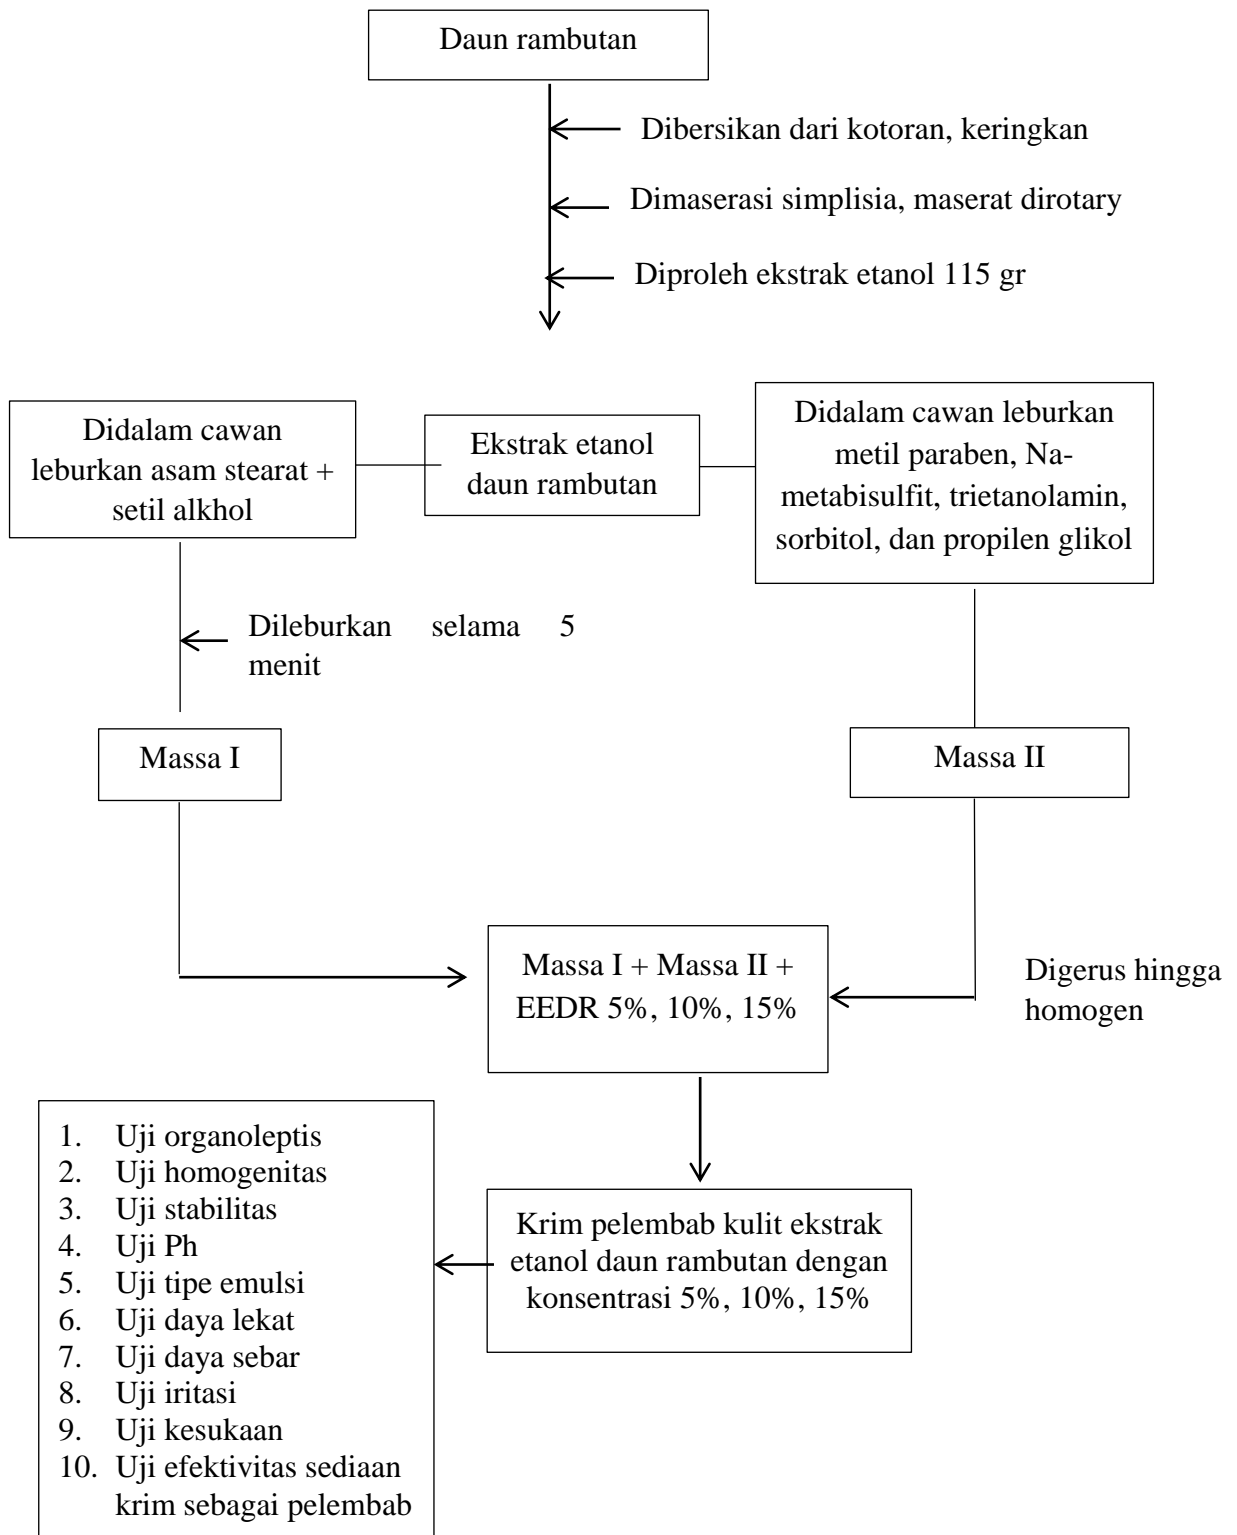 Daun rambutan
Dibersikan dari kotoran, keringkan
Dimaserasi simplisia, maserat dirotary
Diproleh ekstrak etanol 115 gr
Didalam cawan
leburkan asam stearat +
setil alkhol
Ekstrak etanol
daun rambutan
Didalam cawan leburkan
metil paraben, Na-
metabisulfit, trietanolamin,
sorbitol, dan propilen glikol
Dileburkan selama 5
menit
Massa I
Massa II
Massa I + Massa II +
EEDR 5%, 10%, 15%
Digerus hingga
homogen
1. Uji organoleptis
2. Uji homogenitas
3. Uji stabilitas
4. Uji Ph
5. Uji tipe emulsi
6. Uji daya lekat
7. Uji daya sebar
8. Uji iritasi
9. Uji kesukaan
10. Uji efektivitas sediaan
krim sebagai pelembab
Krim pelembab kulit ekstrak
etanol daun rambutan dengan
konsentrasi 5%, 10%, 15%